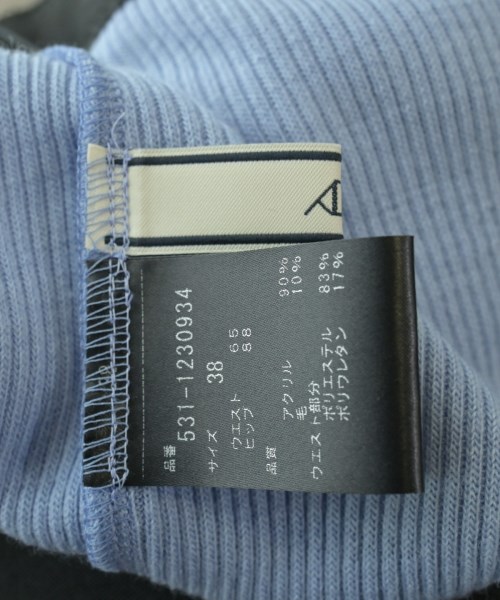 品番 531-1230934
サイズ 38
ウエスト 65
ヒップ 88
品質 アクリル 90%
毛 10%
ウエスト部分
ポリエステル 83%
ポリウレタン 17%